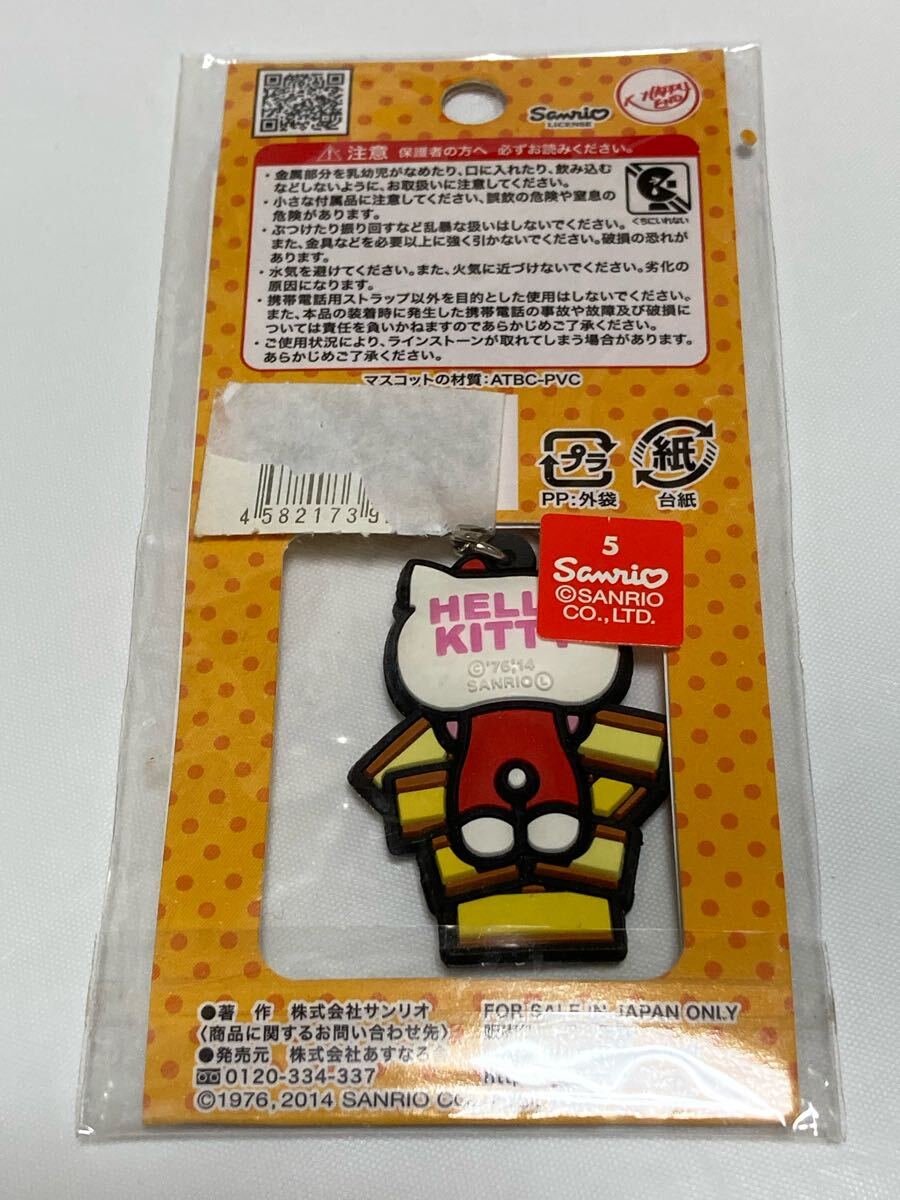 Sanrio
LICENSE
HAPPY
END
注意 保護者の方へ 必ずお読みください。
・金属部分を乳幼児がなめたり、口に入れたり、飲み込む
などしないように、お取扱いに注意してください。
・小さな付属品に注意してください、誤飲の危険や窒息の
危険があります。
くちにいれない
・ぶつけたり振り回すなど乱暴な扱いはしないでください。
また、金具などを必要以上に強く引かないでください。破損の恐れが
あります。
・水気を避けてください。また、火気に近づけないでください。劣化の
原因になります。
・携帯電話用ストラップ以外を目的とした使用はしないでください。
また、本品の装着時に発生した携帯電話の事故や故障及び破損に
ついては責任を負いかねますのであらかじめご了承ください。
・ご使用状況により、ラインストーンが取れてしまう場合があります。
あらかじめご了承ください。
マスコットの材質:ATBC-PVC
プラ
PP:外袋
紙
台紙
4 582173 9
5
Sanrio
©SANRIO
CO.,LTD.
HELL
KITTY
©'76,'14
SANRIO Ⓛ
●著 作 株式会社サンリオ
〈商品に関するお問い合わせ先〉
●発売元 株式会社あすなろ
0120-334-337
©1976, 2014 SANRIO CO.
FOR SALE IN JAPAN ONLY